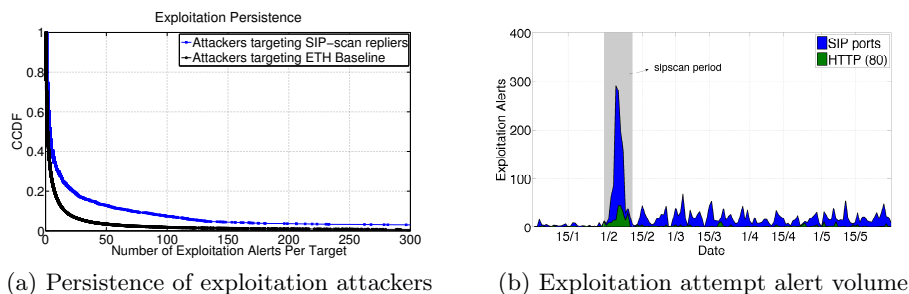 Exploitation Persistence
Attackers targeting SIP−scan repliers
Attackers targeting ETH Baseline
CCDF
1
0.8
0.6
0.4
0.2
0
0 50 100 150 200 250 300
Number of Exploitation Alerts Per Target
(a) Persistence of exploitation attackers
SIP ports
HTTP (80)
sipscan period
Exploitation Alerts
400
300
200
100
0
15/1 1/2 15/2 1/3 15/3 1/4 15/4 1/5 15/5
Date
(b) Exploitation attempt alert volume